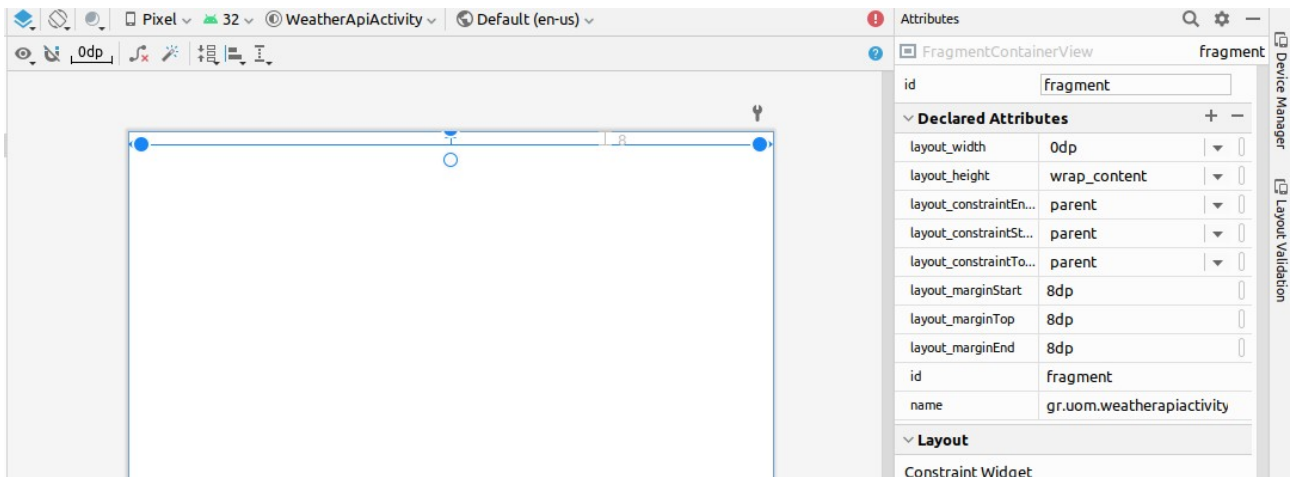 Pixel 32 WeatherApiActivity Default (en-us)
Attributes
0dp
FragmentContainerView fragment
id fragment
Declared Attributes
layout_width 0dp
layout_height wrap_content
layout_constraintEn... parent
layout_constraintSt... parent
layout_constraintTo... parent
layout_marginStart 8dp
layout_marginTop 8dp
layout_marginEnd 8dp
id fragment
name gr.uom.weatherapiactivity
Layout
Constraint Widget
8
Device Manager
Layout Validation